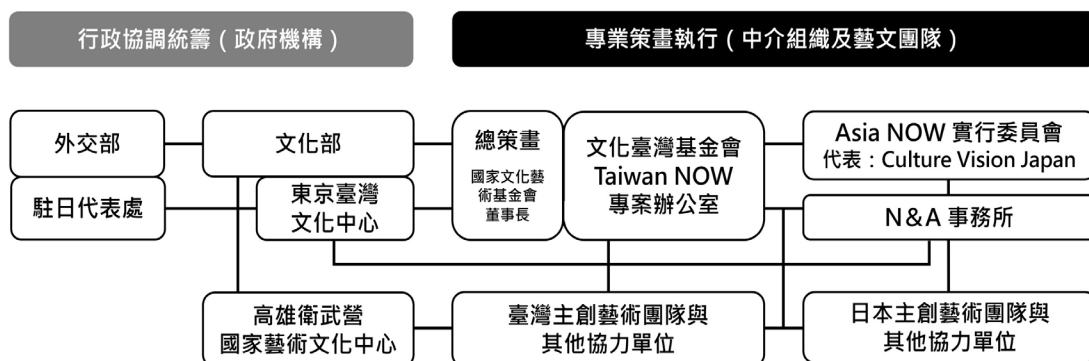 行政協調統籌（政府機構）
專業策畫執行（中介組織及藝文團隊）
外交部
文化部
總策畫
國家文化藝
術基金會
董事長
文化臺灣基金會
Taiwan NOW
專案辦公室
Asia NOW 實行委員會
代表：Culture Vision Japan
駐日代表處
東京臺灣
文化中心
N&A 事務所
高雄衛武營
國家藝術文化中心
臺灣主創藝術團隊與
其他協力單位
日本主創藝術團隊與
其他協力單位